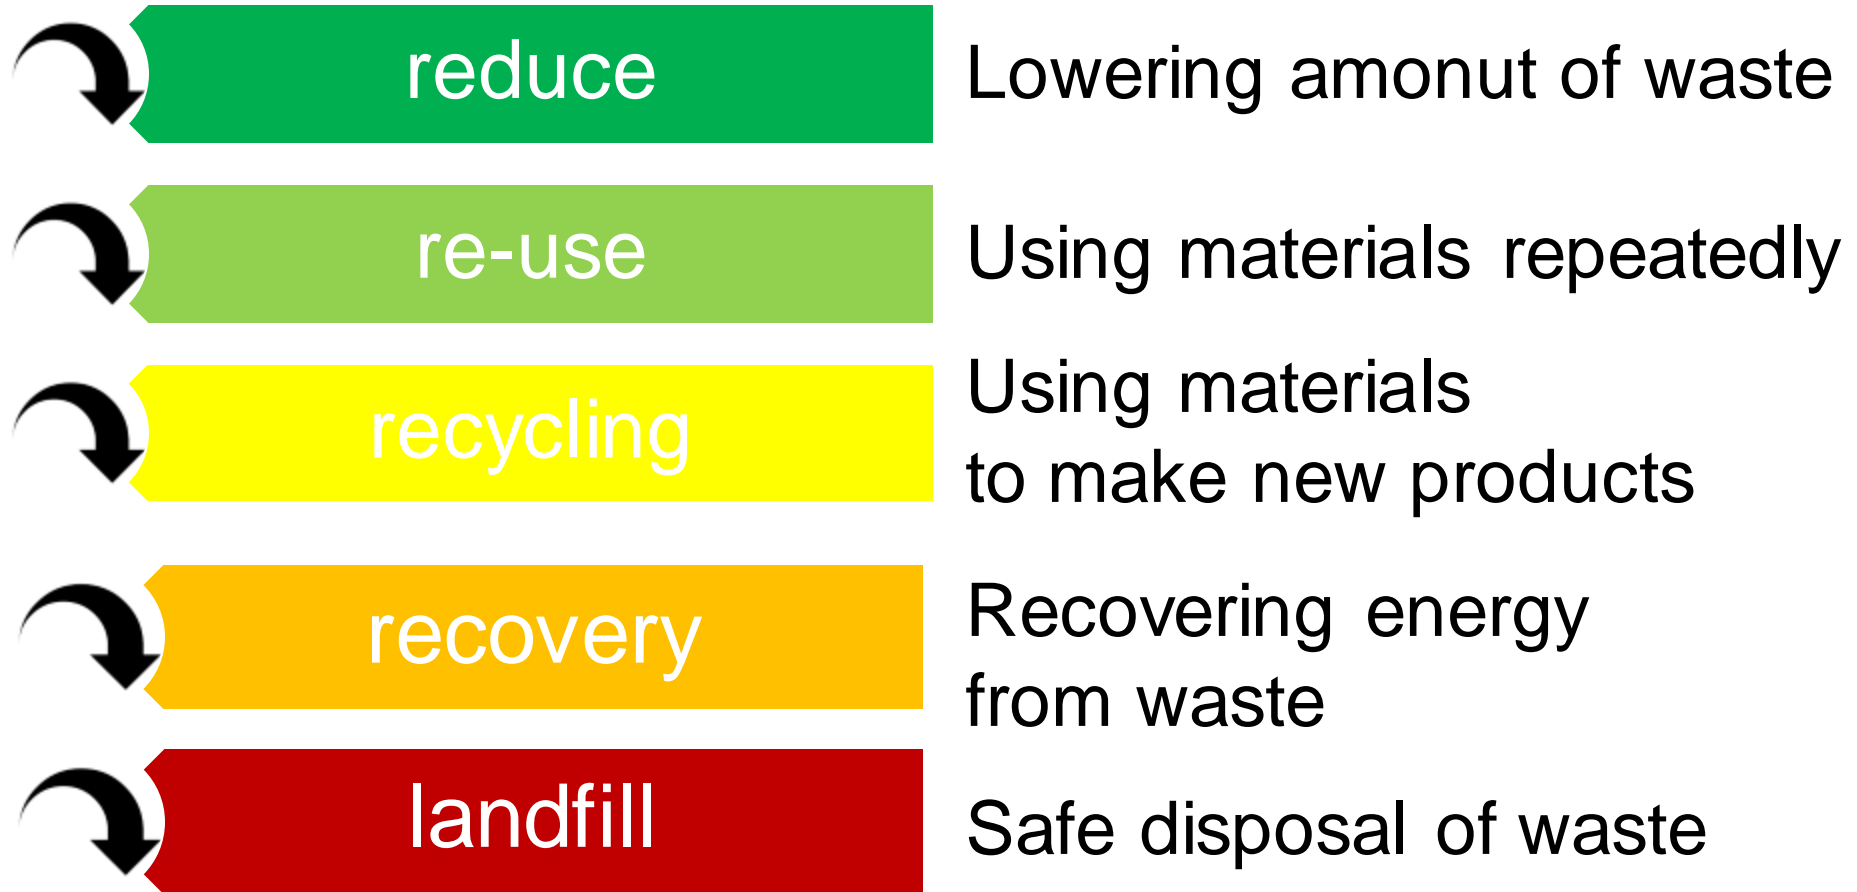 reduce
Lowering amonut of waste
re-use
Using materials repeatedly
recycling
Using materials
to make new products
recovery
Recovering energy
from waste
landfill
Safe disposal of waste